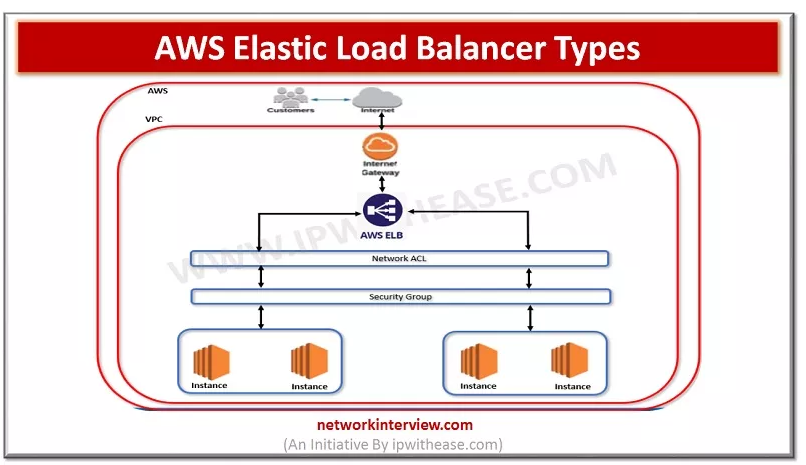 AWS Elastic Load Balancer Types
AWS
Customers
Internet
VPC
Internet
Gateway
AWS ELB
WWW.IPWITHEASE.COM
Network ACL
Security Group
Instance
Instance
Instance
Instance
networkinterview.com
(An Initiative By ipwithease.com)